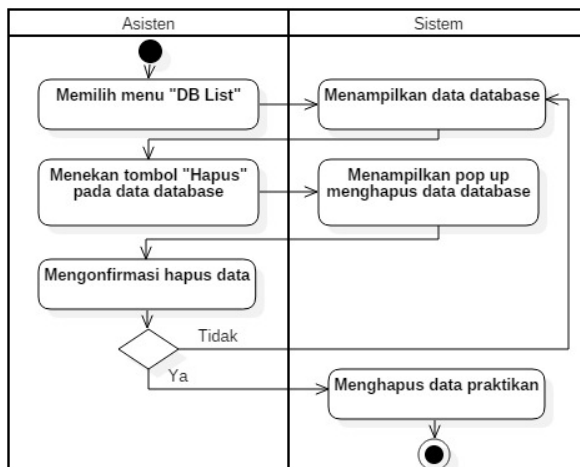 Asisten
Sistem
Memilih menu "DB List"
Menampilkan data database
Menekan tombol "Hapus"
pada data database
Menampilkan pop up
menghapus data database
Mengonfirmasi hapus data
Tidak
Ya
Menghapus data praktikan